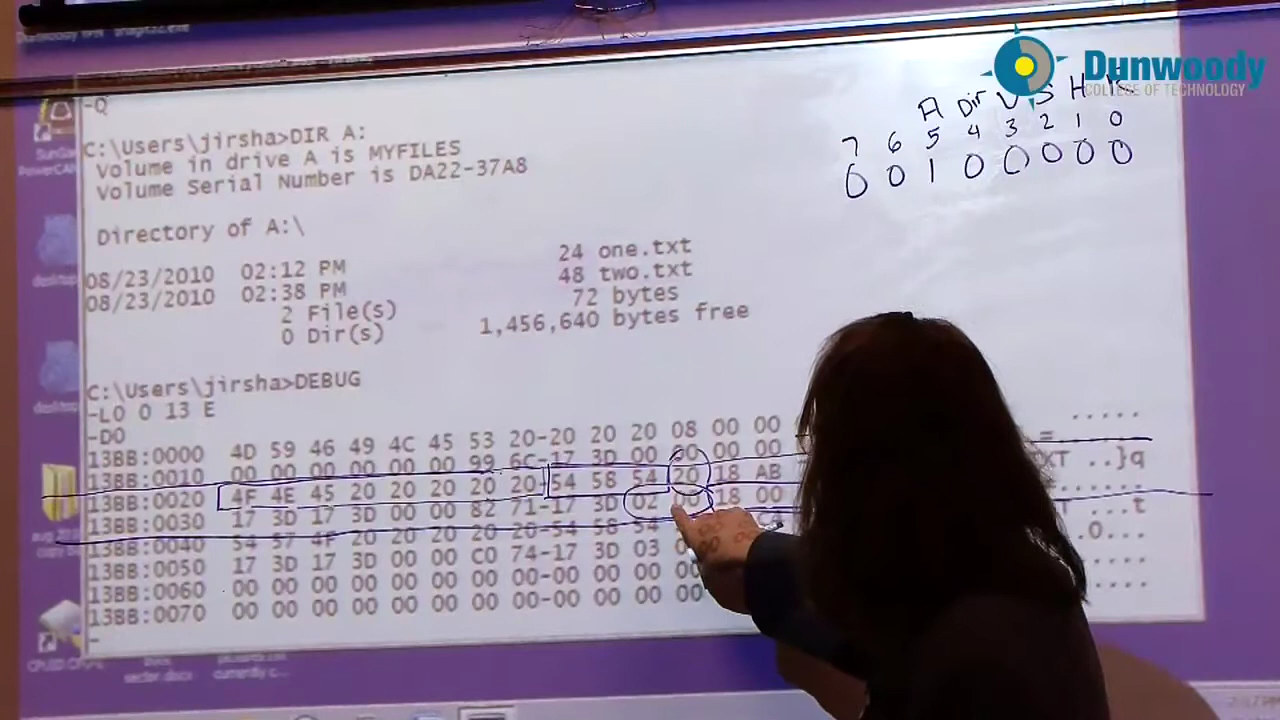 Dunwoody
COLLEGE OF TECHNOLOGY
-Q
C:\Users\jirsha>DIR A:
Volume in drive A is MYFILES
Volume Serial Number is DA22-37A8
A Dir V S H R
7 6 5 4 3 2 1 0
0 0 1 0 0 0 0 0
Directory of A:\
08/23/2010 02:12 PM 24 one.txt
08/23/2010 02:38 PM 48 two.txt
2 File(s) 72 bytes
0 Dir(s) 1,456,640 bytes free
C:\Users\jirsha>DEBUG
-L0 0 13 E
-D0
13BB:0000 4D 59 46 49 4C 45 53 20-20 20 20 08 00 00 .....
13BB:0010 00 00 00 00 00 00 99 6C-17 3D 00 00 00 00
13BB:0020 4F 4E 45 20 20 20 20 20-54 58 54 20 18 AB XT ..}q
13BB:0030 17 3D 17 3D 00 00 82 71-17 3D 02 18 00
13BB:0040 54 57 4F 20 20 20 20 20-54 58 54 ...t
13BB:0050 17 3D 17 3D 00 00 C0 74-17 3D 03 .0...
13BB:0060 00 00 00 00 00 00 00 00-00 00 00 00 .....
13BB:0070 00 00 00 00 00 00 00 00-00 00 00 00 .....
-
sector.docx